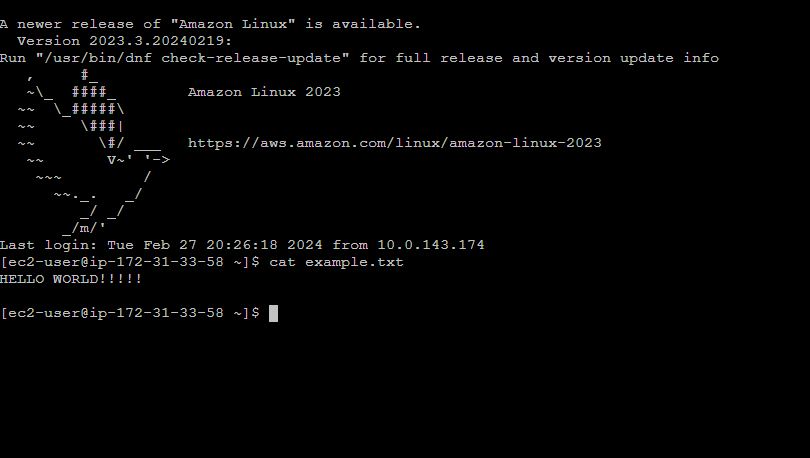 A newer release of "Amazon Linux" is available.
  Version 2023.3.20240219:
Run "/usr/bin/dnf check-release-update" for full release and version update info
   ,     #_
   ~\_  ####_        Amazon Linux 2023
  ~~  \_#####\
  ~~     \###|
  ~~       \#/ ___   https://aws.amazon.com/linux/amazon-linux-2023
   ~~       V~' '->
    ~~~         /
      ~~._.   _/
         _/ _/
       _/m/'
Last login: Tue Feb 27 20:26:18 2024 from 10.0.143.174
[ec2-user@ip-172-31-33-58 ~]$ cat example.txt
HELLO WORLD!!!!!
[ec2-user@ip-172-31-33-58 ~]$